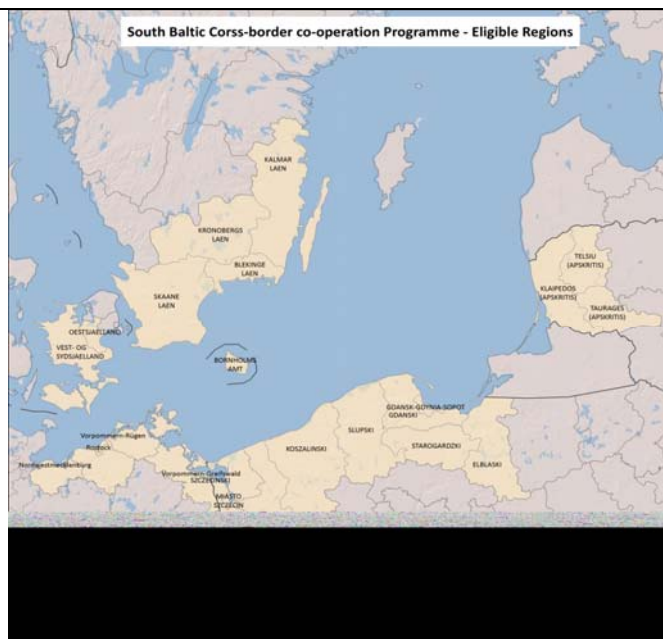 South Baltic Corss-border co-operation Programme - Eligible Regions
KALMAR
LAEN
KRONOBERGS
LAEN
BLEKINGE
LAEN
SKAANE
LAEN
TELSIU
(APSKRITIS)
KLAIPEDOS
(APSKRITIS)
TAURAGES
(APSKRITIS)
OESTSJAELLAND
VEST- OG
SYDSJAELLAND
BORNHOLMS
AMT
GDANSK-GDYNIA-SOPOT
GDANSKI
SLUPSKI
STAROGARDZKI
KOSZALINSKI
ELBLASKI
Vorpommern-Rügen
Rostock
Nordwestmecklenburg
Vorpommern-Greifswald
SZCZECINSKI
MIASTO
SZCZECIN